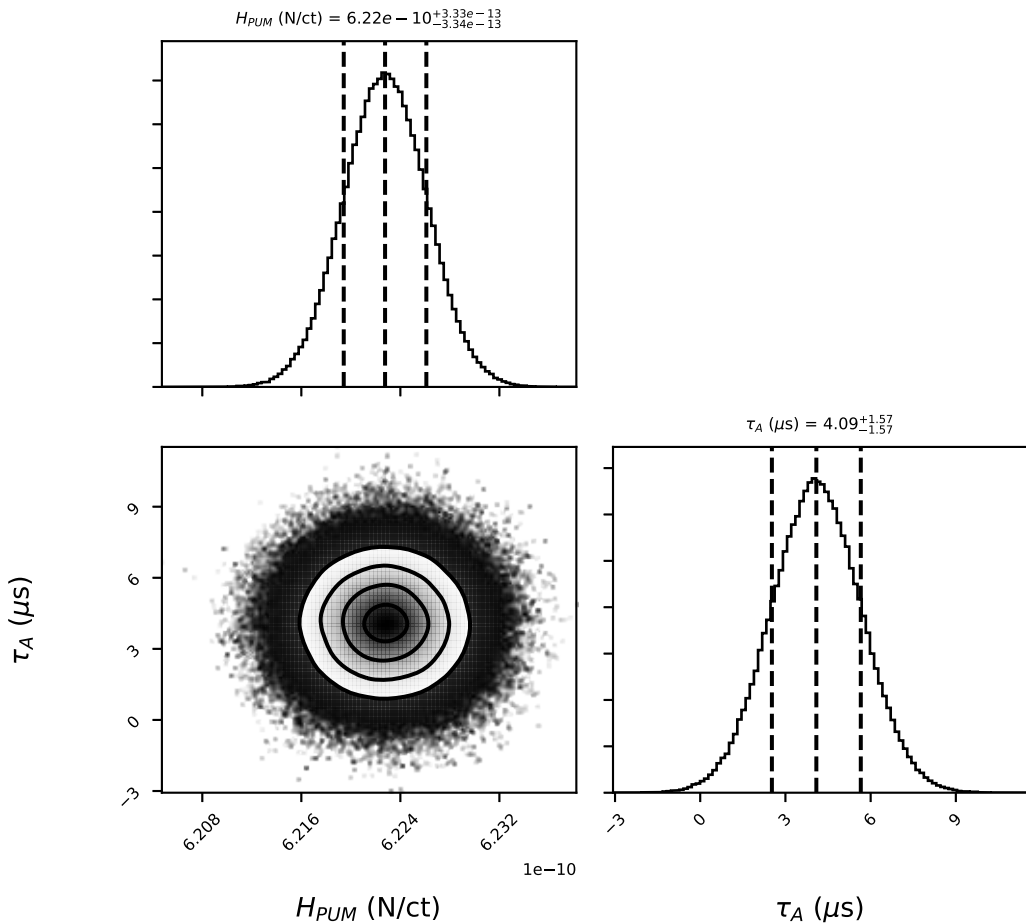 H_PUM (N/ct) = 6.22e−10 +3.33e−13 −3.34e−13
τ_A (μs) = 4.09 +1.57 −1.57
9
6
3
0
−3
τ_A (μs)
6.208 6.216 6.224 6.232
−3 0 3 6 9
1e−10
H_PUM (N/ct)
τ_A (μs)